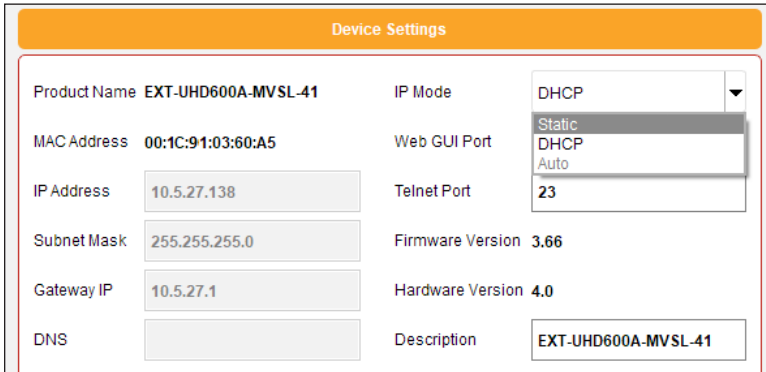 Device Settings
Product Name EXT-UHD600A-MVSL-41 IP Mode DHCP
Static
MAC Address 00:1C:91:03:60:A5 Web GUI Port DHCP
Auto
IP Address 10.5.27.138 Telnet Port 23
Subnet Mask 255.255.255.0 Firmware Version 3.66
Gateway IP 10.5.27.1 Hardware Version 4.0
DNS Description EXT-UHD600A-MVSL-41